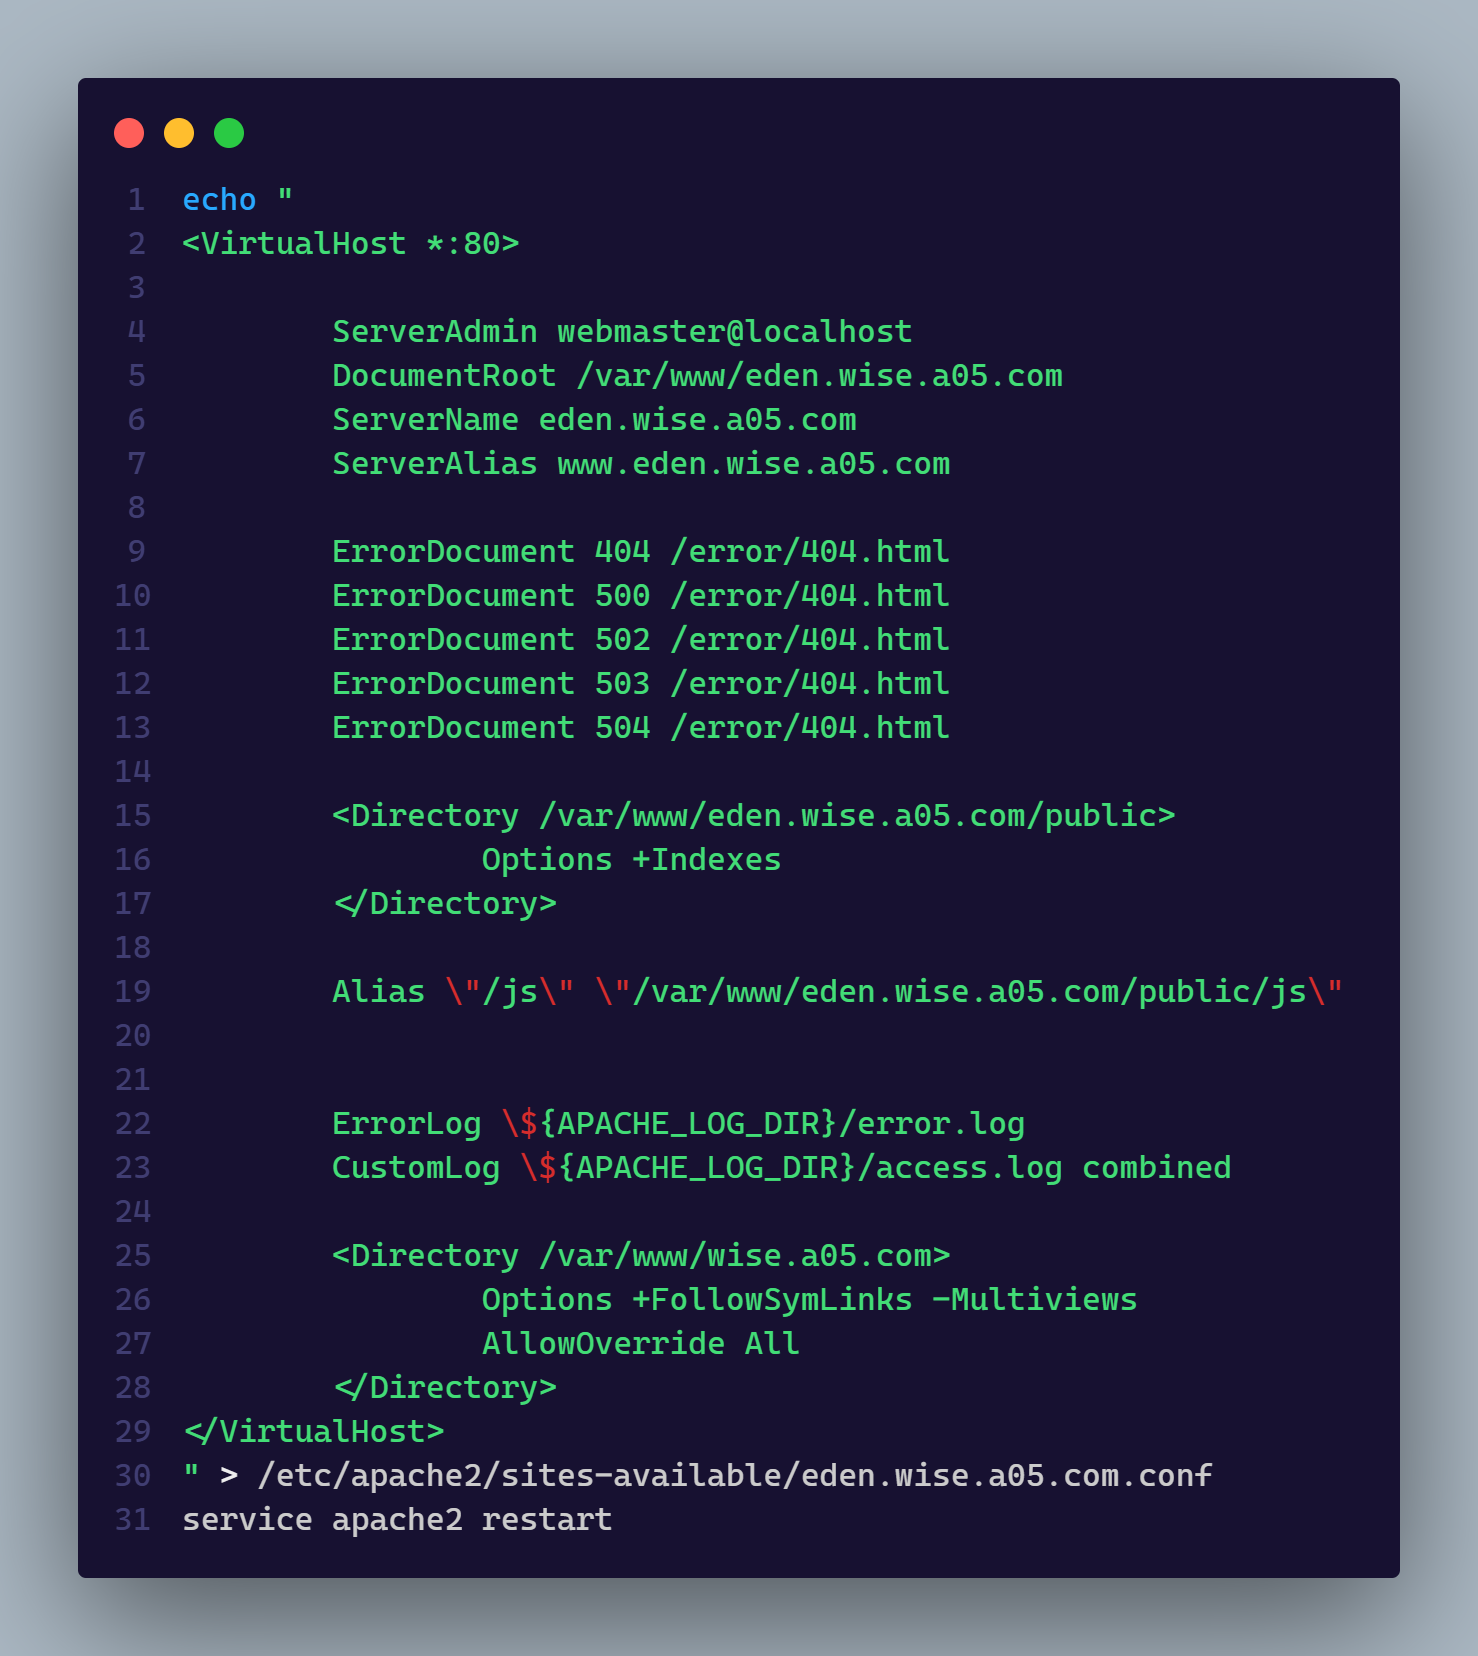 1 echo "
2 <VirtualHost *:80>
3
4         ServerAdmin webmaster@localhost
5         DocumentRoot /var/www/eden.wise.a05.com
6         ServerName eden.wise.a05.com
7         ServerAlias www.eden.wise.a05.com
8
9         ErrorDocument 404 /error/404.html
10         ErrorDocument 500 /error/404.html
11         ErrorDocument 502 /error/404.html
12         ErrorDocument 503 /error/404.html
13         ErrorDocument 504 /error/404.html
14
15         <Directory /var/www/eden.wise.a05.com/public>
16                 Options +Indexes
17         </Directory>
18
19         Alias \"/js\" \"/var/www/eden.wise.a05.com/public/js\"
20
21
22         ErrorLog \${APACHE_LOG_DIR}/error.log
23         CustomLog \${APACHE_LOG_DIR}/access.log combined
24
25         <Directory /var/www/wise.a05.com>
26                 Options +FollowSymLinks -Multiviews
27                 AllowOverride All
28         </Directory>
29 </VirtualHost>
30 " > /etc/apache2/sites-available/eden.wise.a05.com.conf
31 service apache2 restart